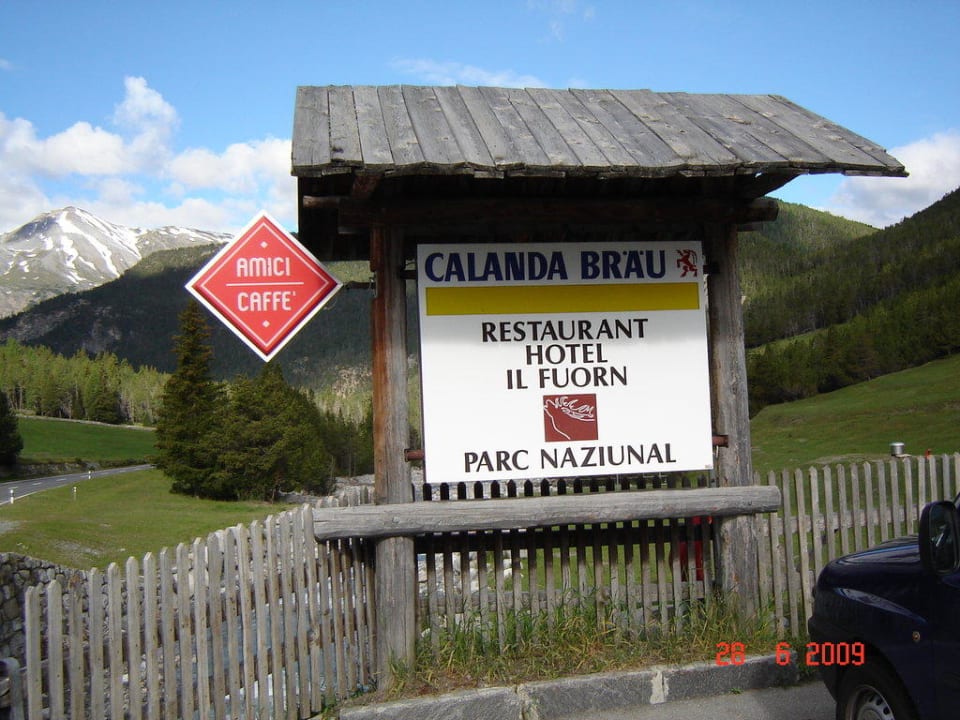 AMICI
CAFFE'
CALANDA BRÄU
RESTAURANT
HOTEL
IL FUORN
PARC NAZIUNAL
28 6 2009